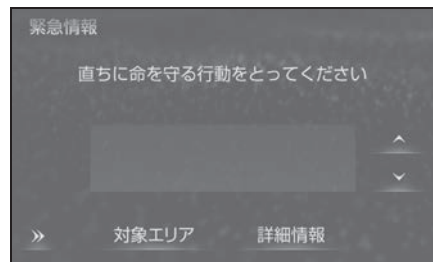 緊急情報
直ちに命を守る行動をとってください
対象エリア
詳細情報